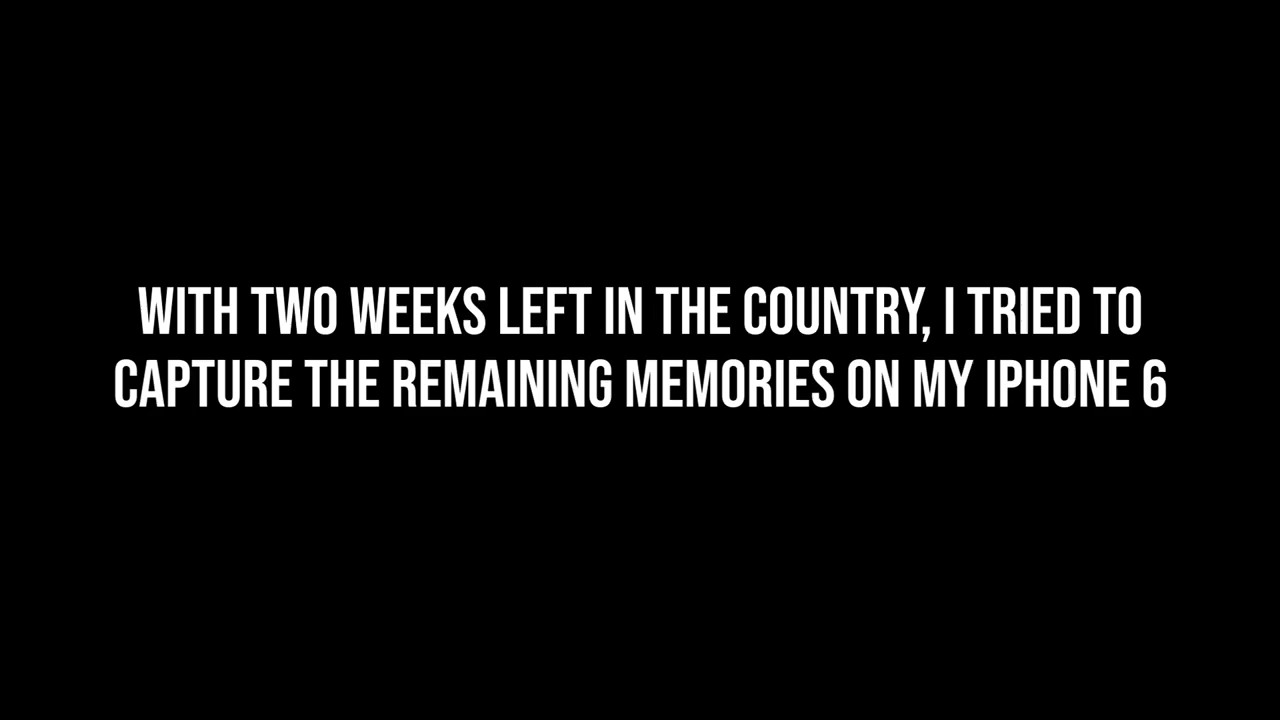 WITH TWO WEEKS LEFT IN THE COUNTRY, I TRIED TO
CAPTURE THE REMAINING MEMORIES ON MY IPHONE 6